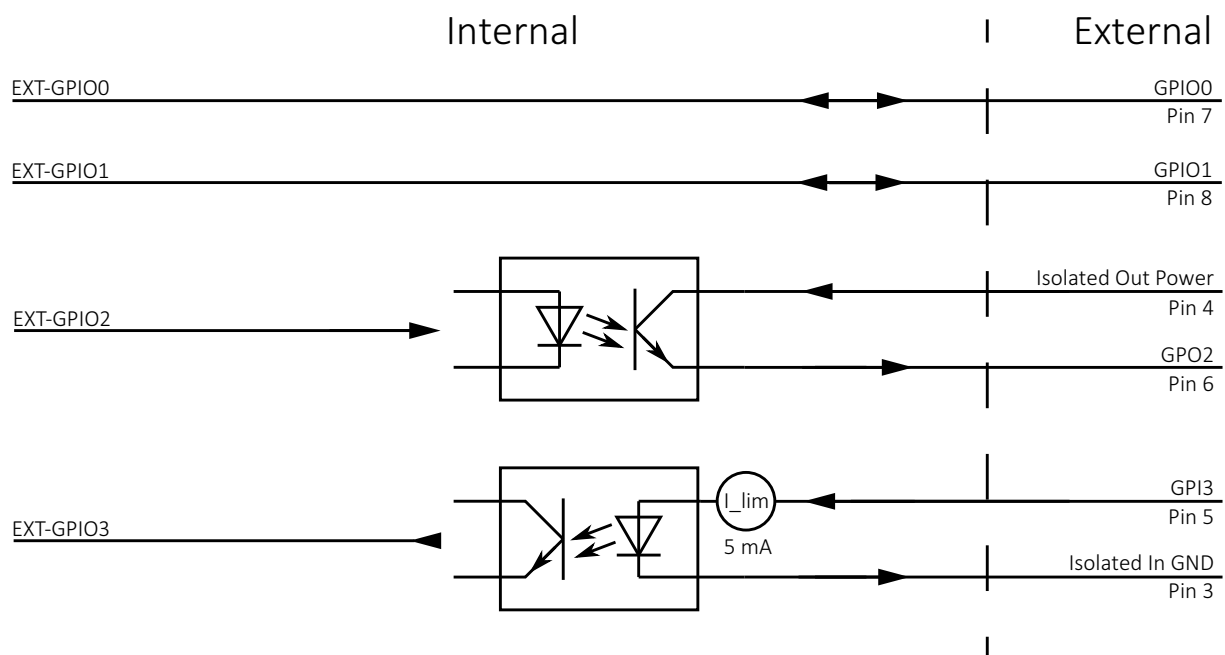 Internal
External
EXT-GPIO0
GPIO0
Pin 7
EXT-GPIO1
GPIO1
Pin 8
Isolated Out Power
Pin 4
EXT-GPIO2
GPO2
Pin 6
GPI3
I_lim
Pin 5
EXT-GPIO3
5 mA
Isolated In GND
Pin 3